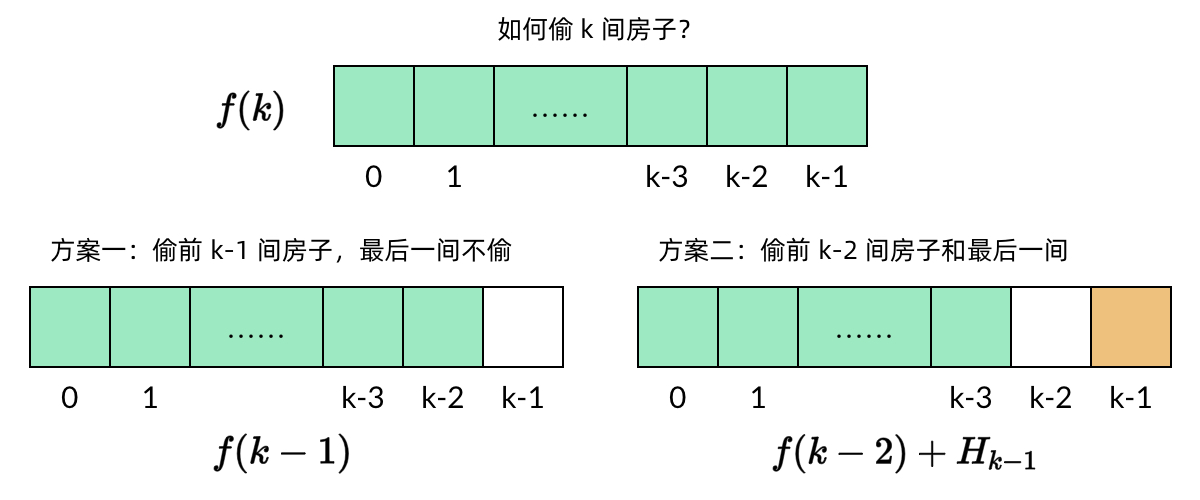 如何偷 k 间房子？
f(k)
......
0 1 k-3 k-2 k-1
方案一：偷前 k-1 间房子，最后一间不偷
......
0 1 k-3 k-2 k-1
f(k − 1)
方案二：偷前 k-2 间房子和最后一间
......
0 1 k-3 k-2 k-1
f(k − 2) + H_{k−1}